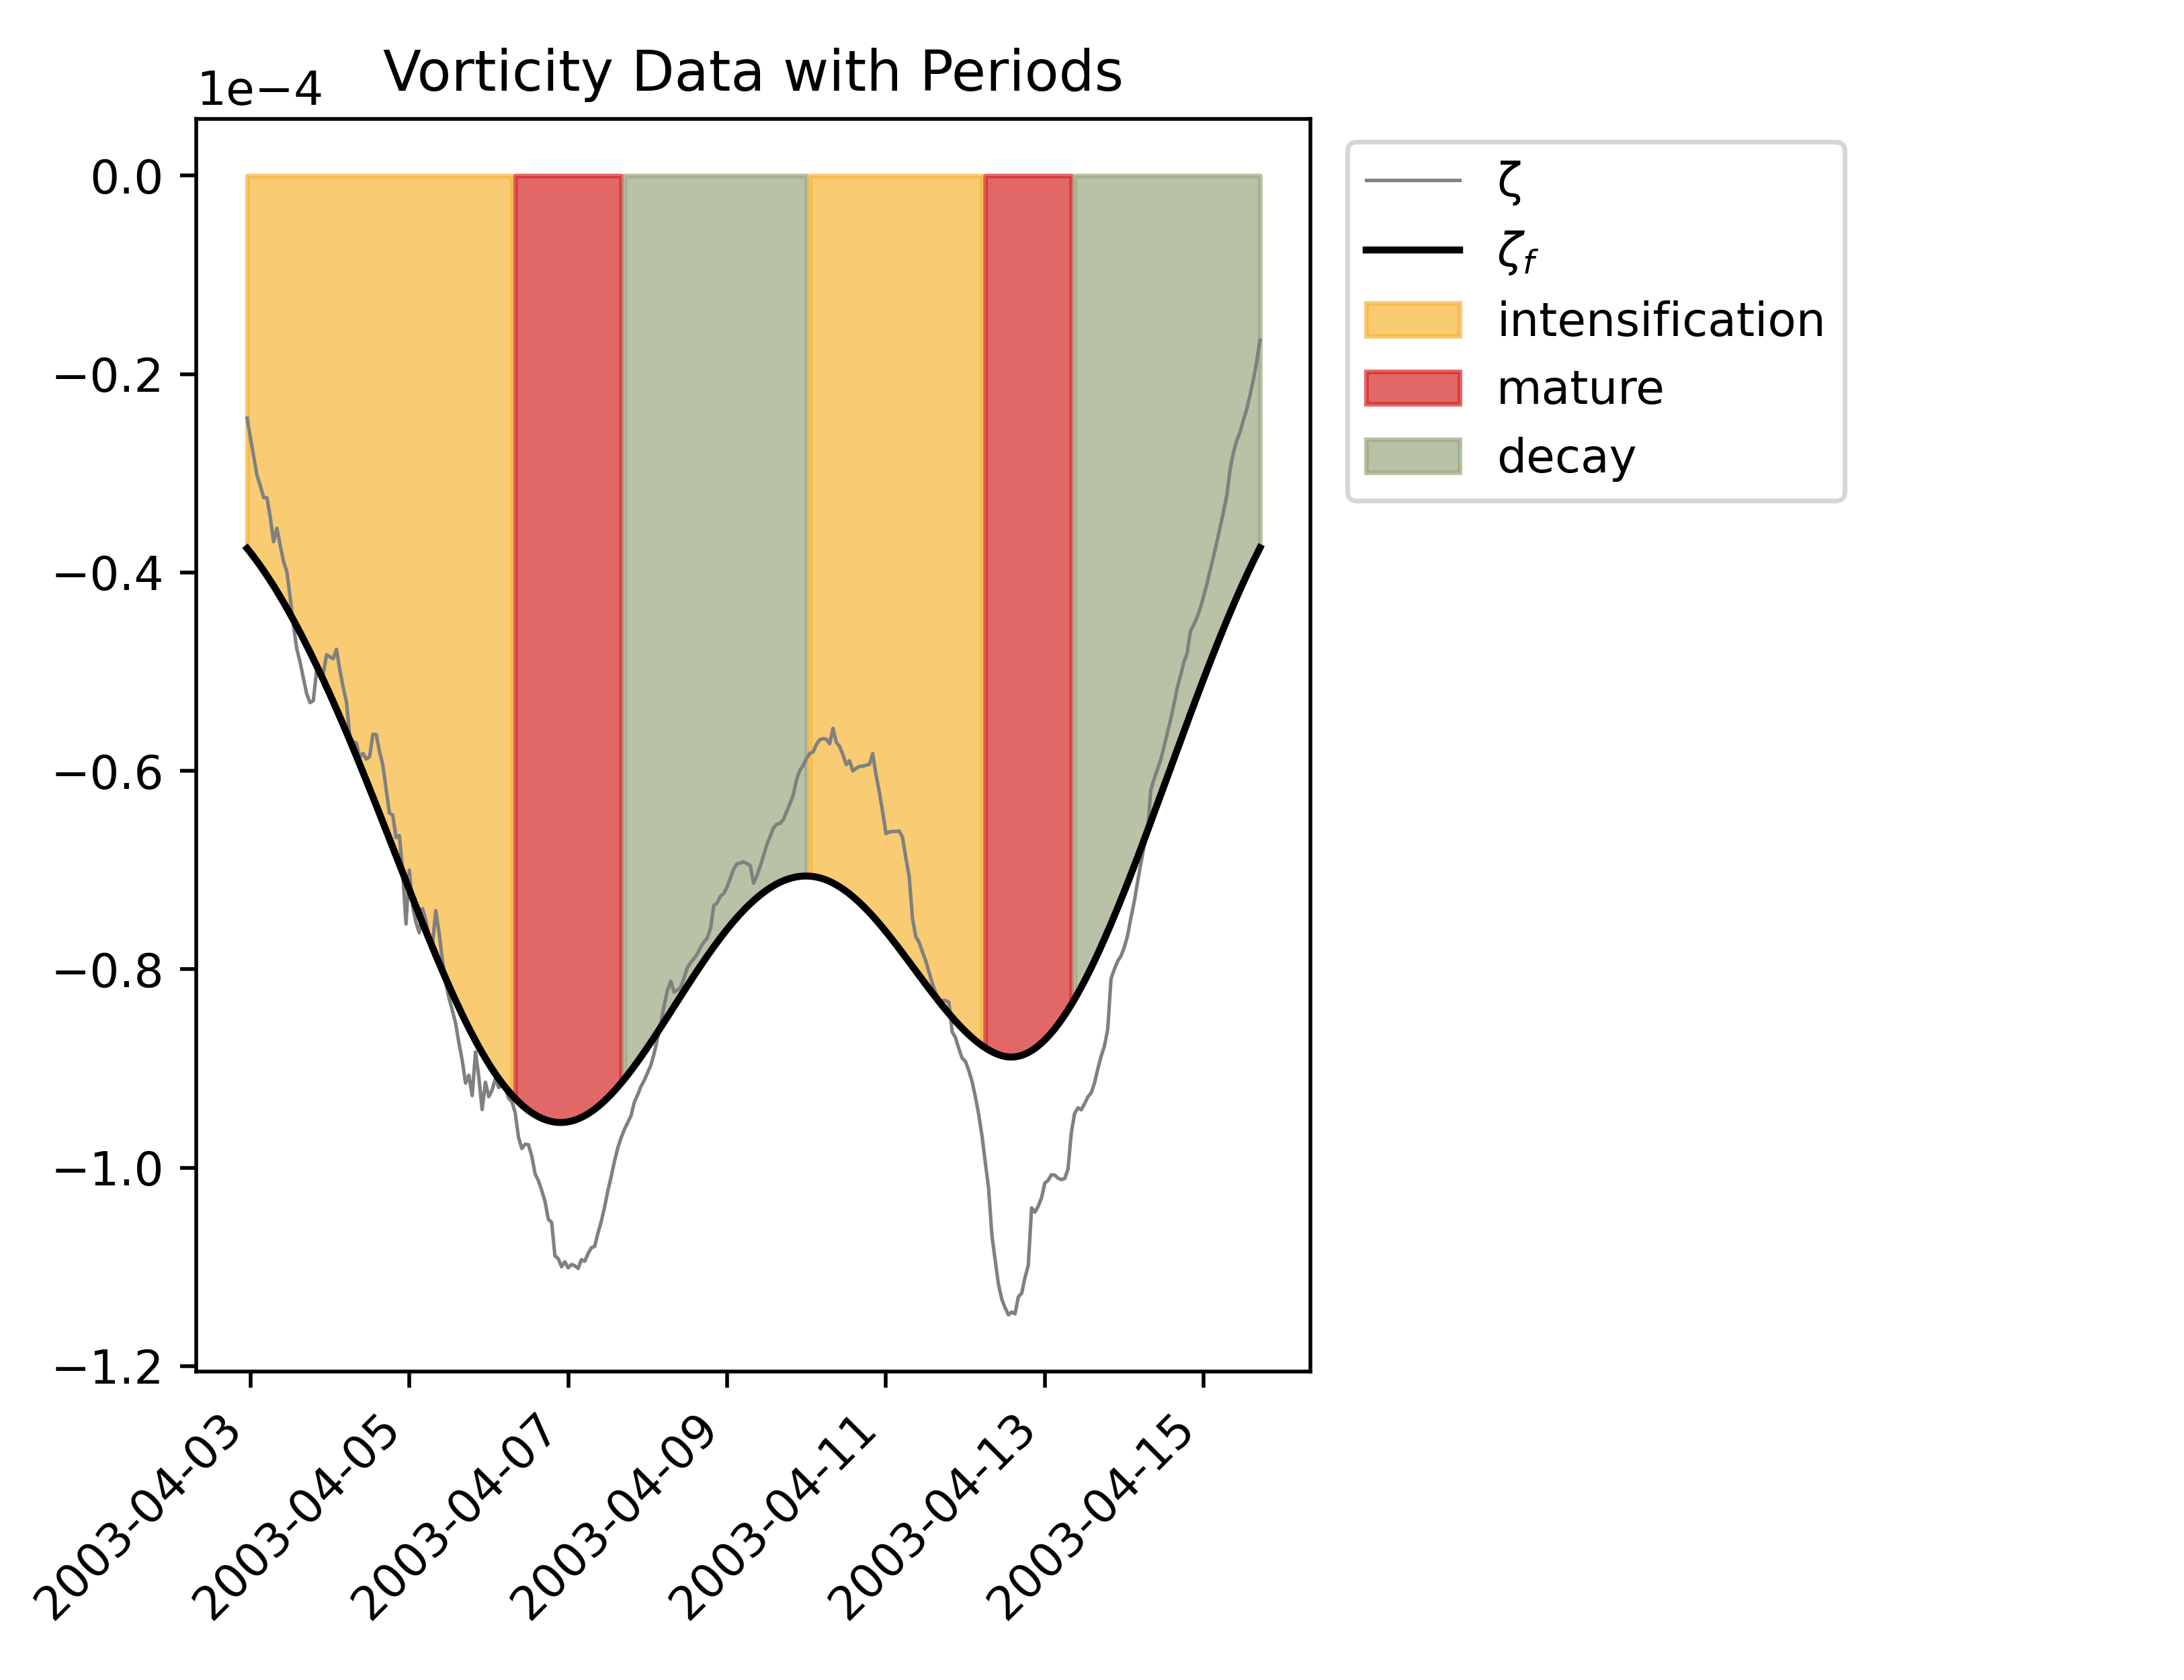 Vorticity Data with Periods
1e−4
0.0
−0.2
−0.4
−0.6
−0.8
−1.0
−1.2
2003-04-03
2003-04-05
2003-04-07
2003-04-09
2003-04-11
2003-04-13
2003-04-15
ζ
ζf
intensification
mature
decay